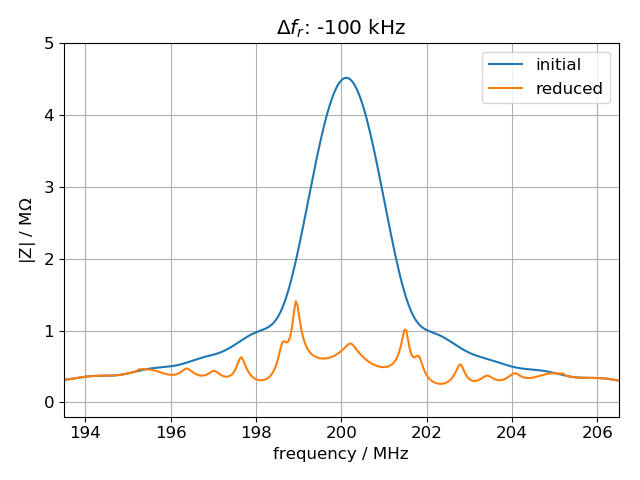 Δfr: -100 kHz
initial
reduced
|Z| / MΩ
5
4
3
2
1
0
194 196 198 200 202 204 206
frequency / MHz